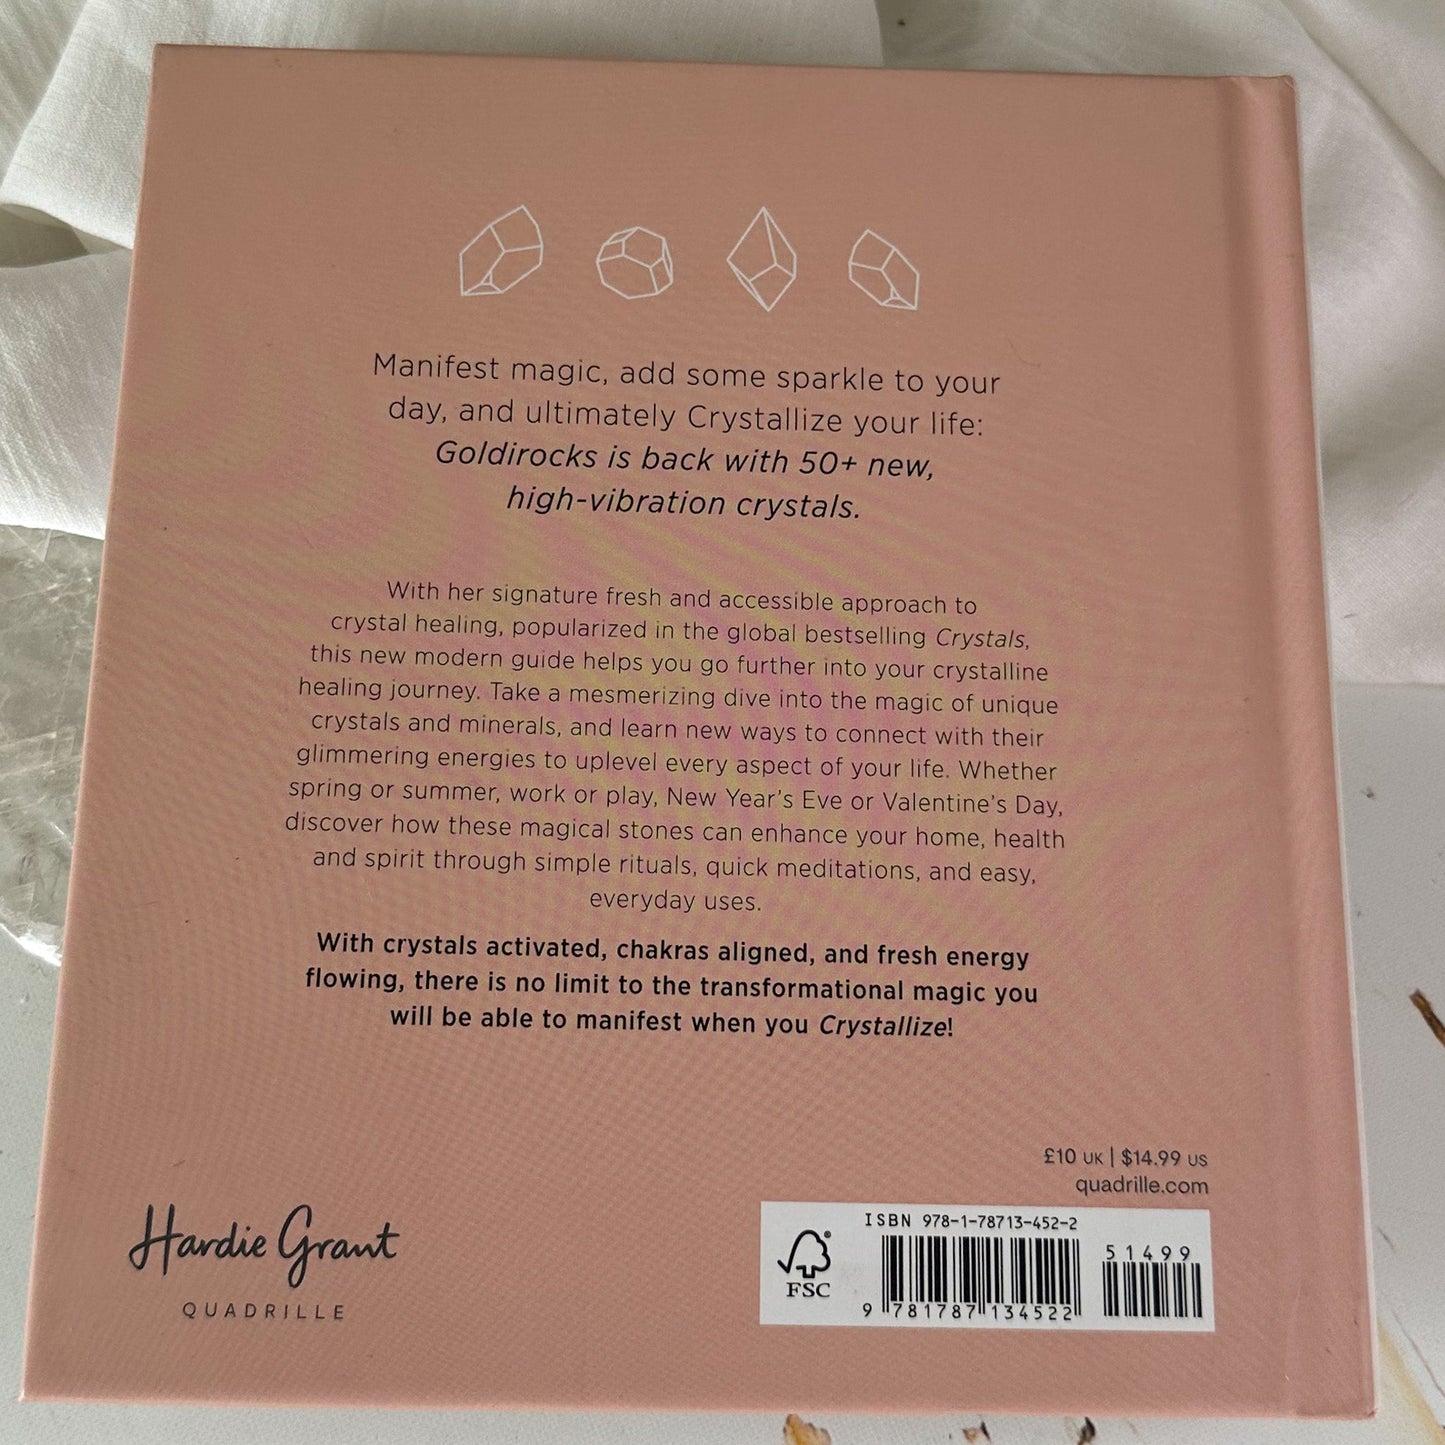 Manifest magic, add some sparkle to your
day, and ultimately Crystallize your life:
Goldirocks is back with 50+ new,
high-vibration crystals.
With her signature fresh and accessible approach to
crystal healing, popularized in the global bestselling Crystals,
this new modern guide helps you go further into your crystalline
healing journey. Take a mesmerizing dive into the magic of unique
crystals and minerals, and learn new ways to connect with their
glimmering energies to uplevel every aspect of your life. Whether
spring or summer, work or play, New Year's Eve or Valentine's Day,
discover how these magical stones can enhance your home, health
and spirit through simple rituals, quick meditations, and easy,
everyday uses.
With crystals activated, chakras aligned, and fresh energy
flowing, there is no limit to the transformational magic you
will be able to manifest when you Crystallize!
£10 UK | $14.99 US
quadrille.com
Hardie Grant
QUADRILLE
ISBN 978-1-78713-452-2
51499
FSC®
9 781787 134522